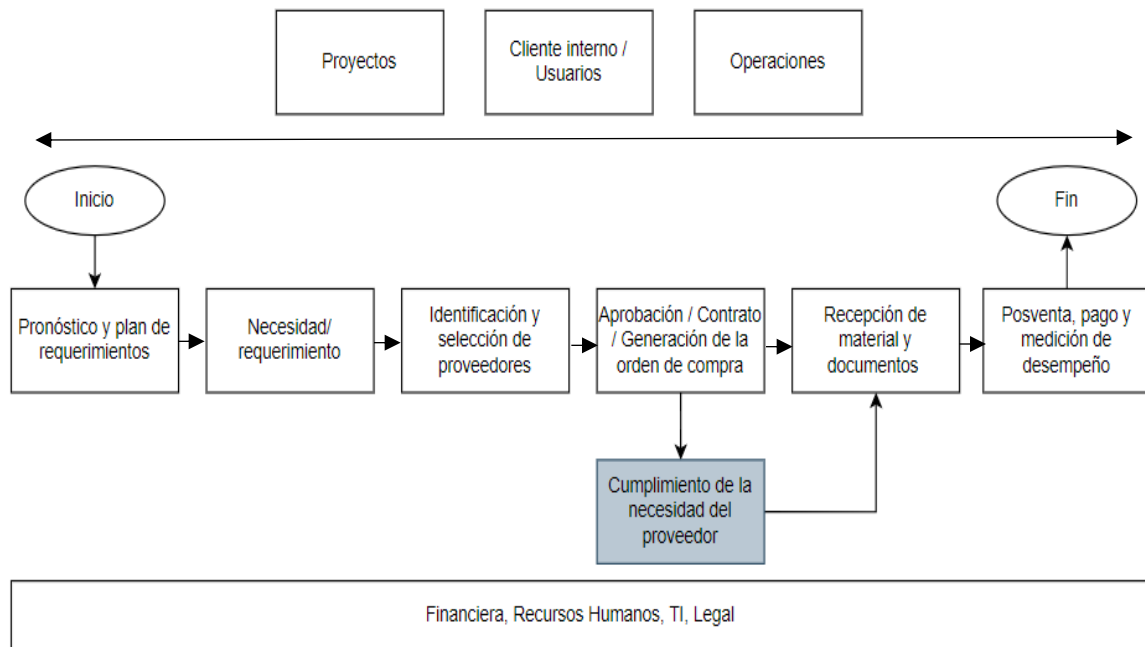 Proyectos
Cliente interno /
Usuarios
Operaciones
Inicio
Fin
Pronóstico y plan de
requerimientos
Necesidad/
requerimiento
Identificación y
selección de
proveedores
Aprobación / Contrato
/ Generación de la
orden de compra
Recepción de
material y
documentos
Posventa, pago y
medición de
desempeño
Cumplimiento de la
necesidad del
proveedor
Financiera, Recursos Humanos, TI, Legal